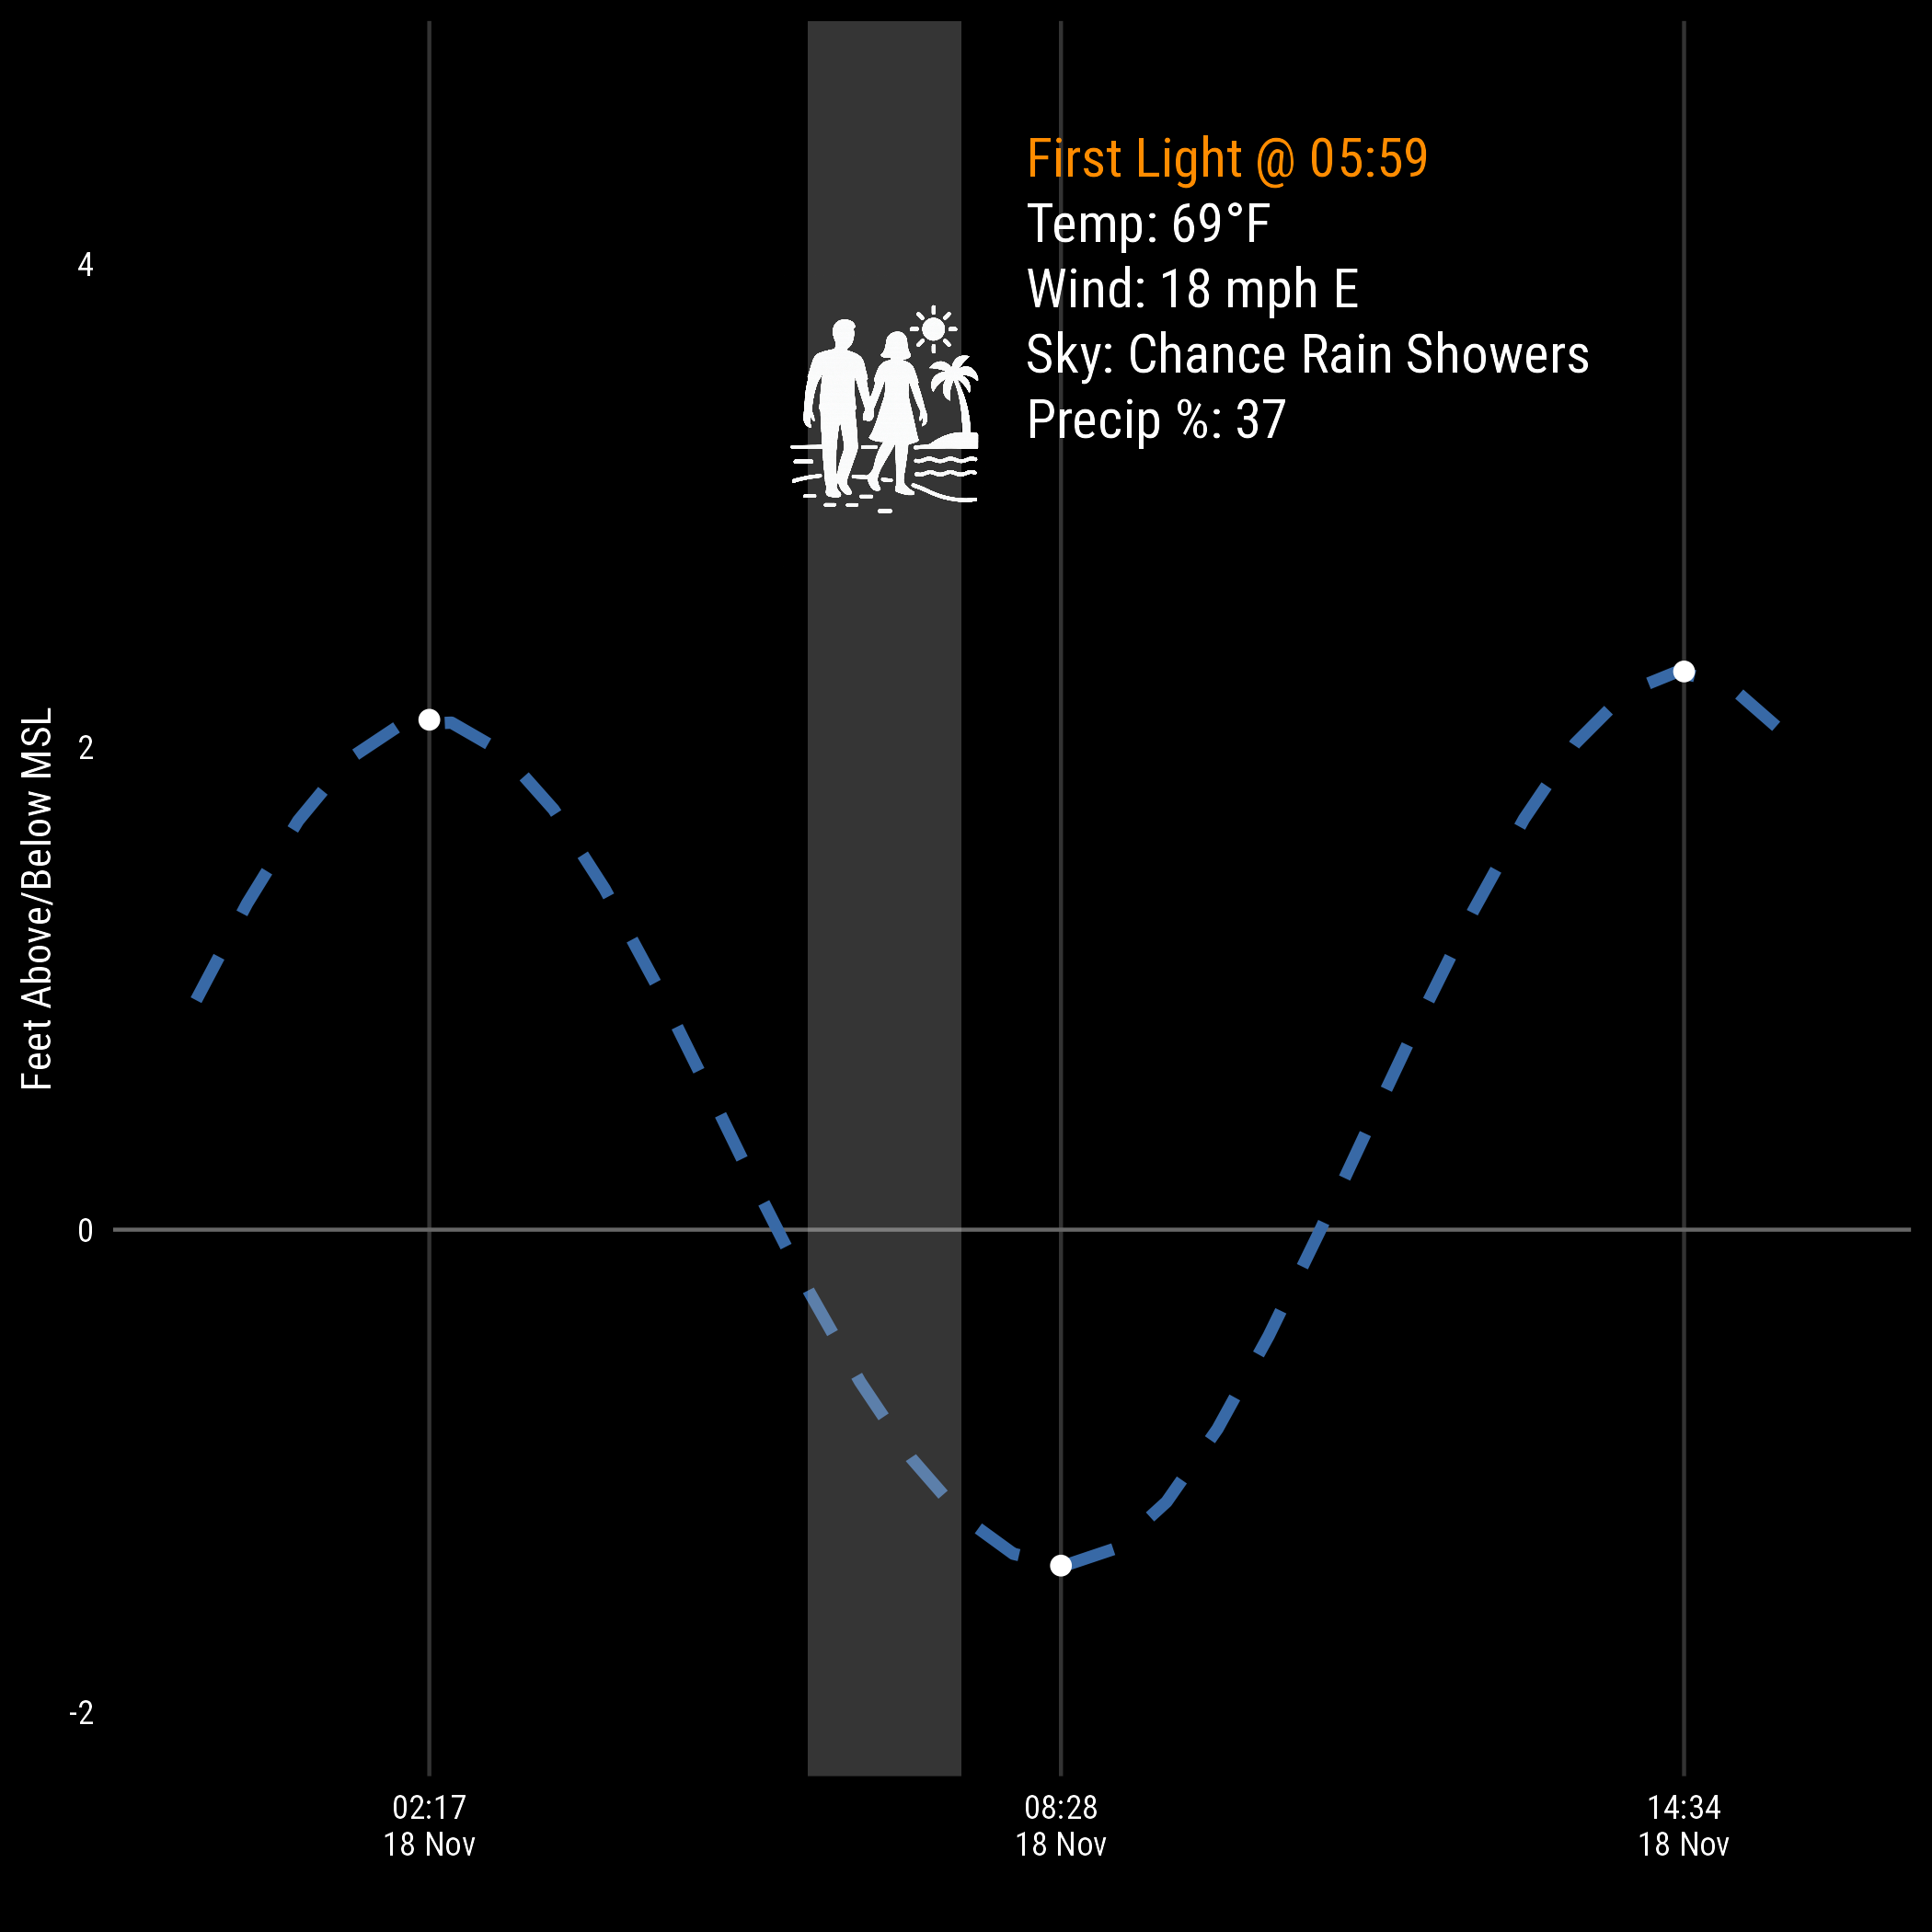 First Light @ 05:59
Temp: 69°F
Wind: 18 mph E
Sky: Chance Rain Showers
Precip %: 37
Feet Above/Below MSL
4
2
0
-2
02:17
18 Nov
08:28
18 Nov
14:34
18 Nov